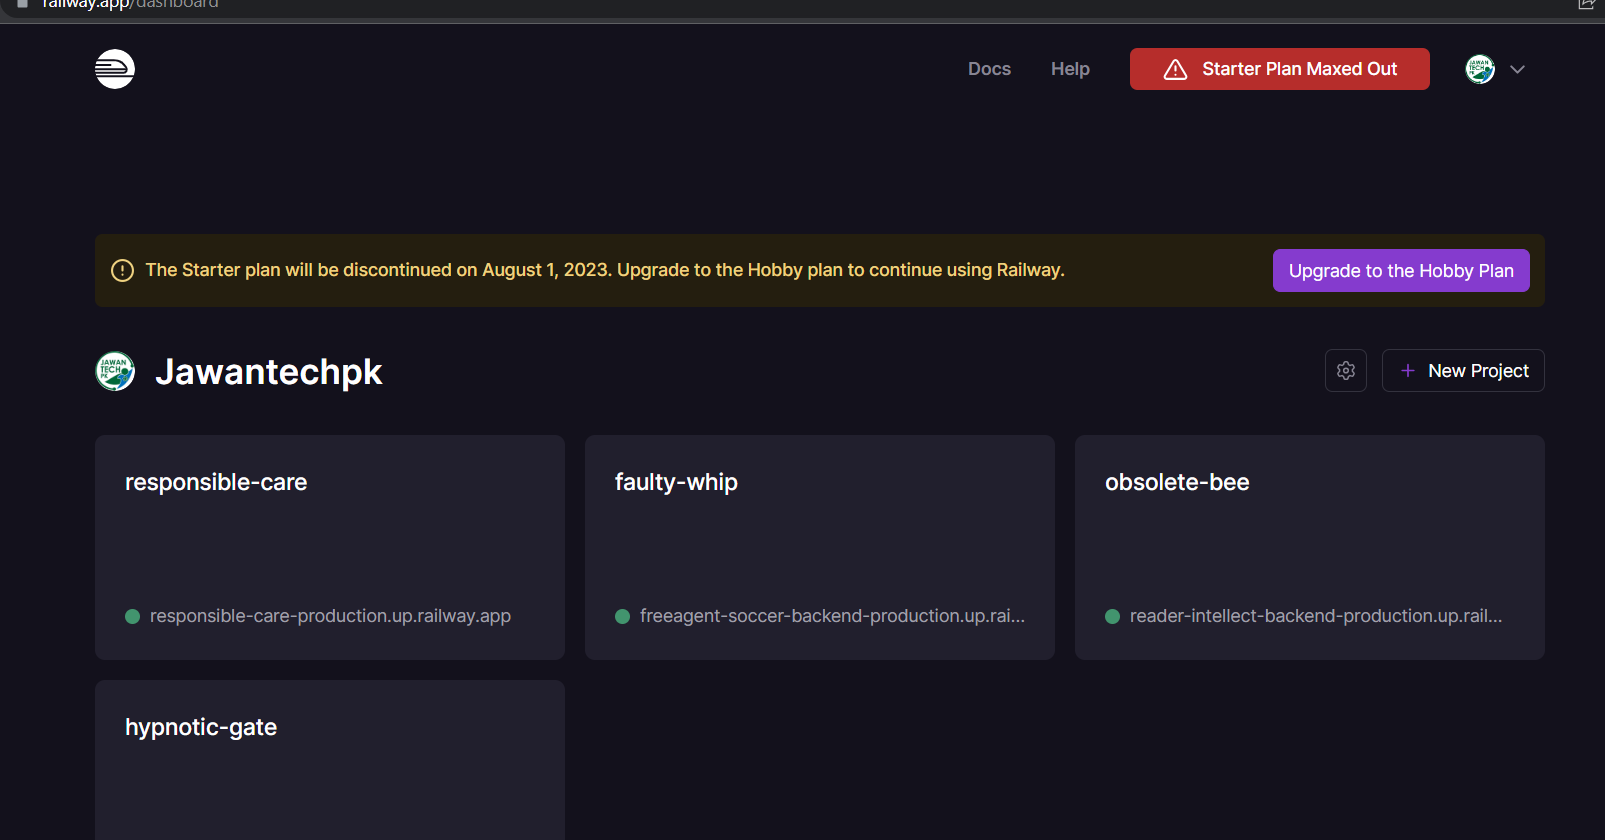 railway.app/dashboard
Docs Help Starter Plan Maxed Out
The Starter plan will be discontinued on August 1, 2023. Upgrade to the Hobby plan to continue using Railway.
Upgrade to the Hobby Plan
JAWAN
TECH
PK
Jawantechpk
+ New Project
responsible-care
faulty-whip
obsolete-bee
responsible-care-production.up.railway.app
freeagent-soccer-backend-production.up.rai...
reader-intellect-backend-production.up.rail...
hypnotic-gate